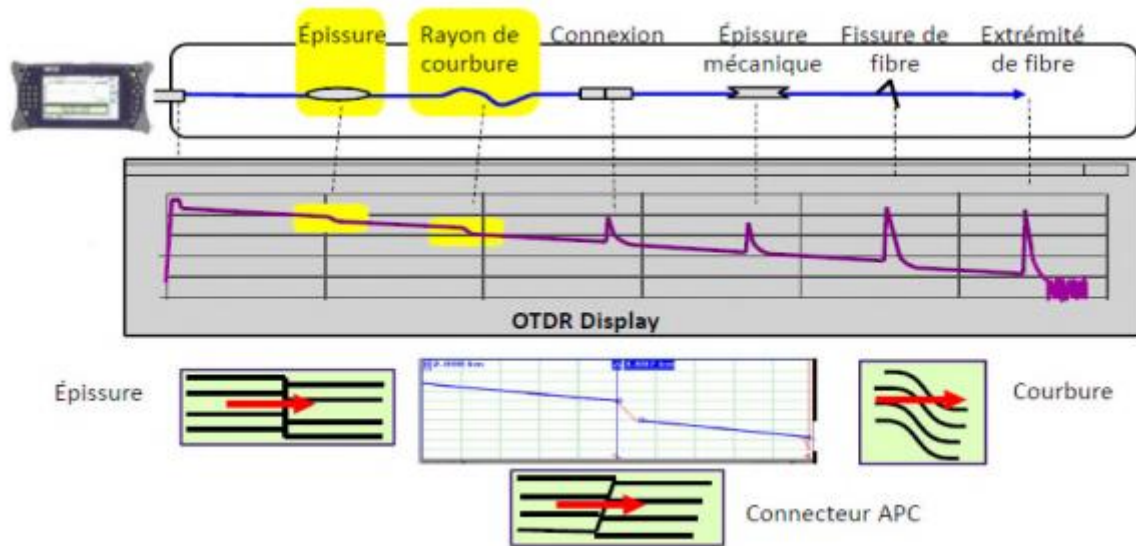 Épissure
Rayon de courbure
Connexion
Épissure mécanique
Fissure de fibre
Extrémité de fibre
OTDR Display
Épissure
Courbure
Connecteur APC